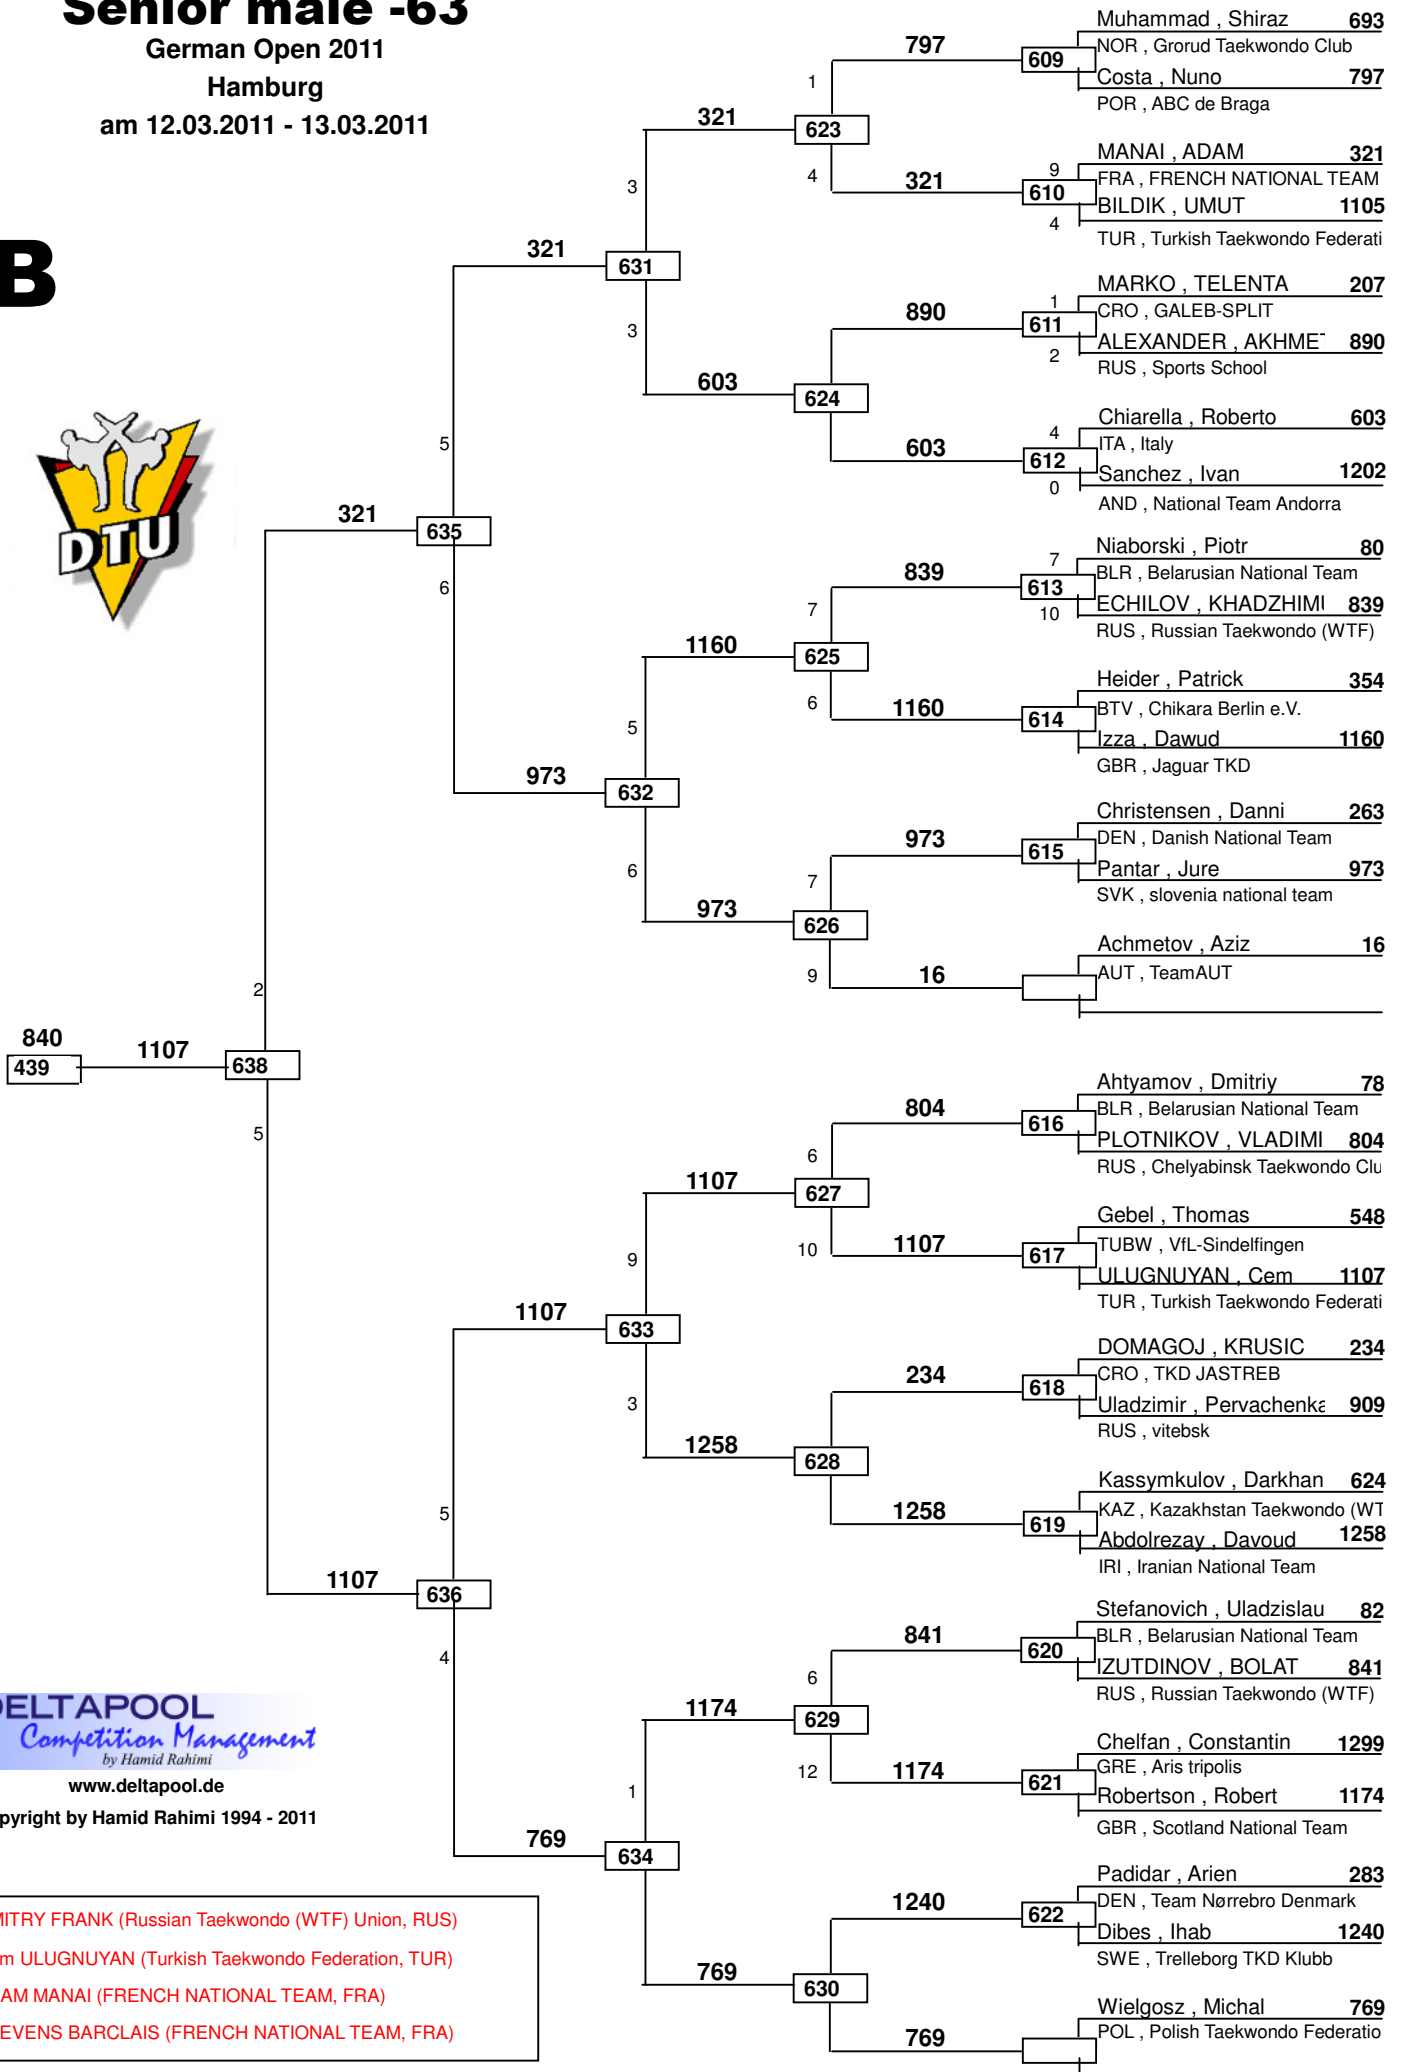 Senior male -63
German Open 2011
Hamburg
am 12.03.2011 - 13.03.2011
B
DTU
Muhammad , Shiraz 693
797 609 NOR , Grorud Taekwondo Club
Costa , Nuno 797
1 POR , ABC de Braga
321 623
MANAI , ADAM 321
4 321 610 9 FRA , FRENCH NATIONAL TEAM
3 BILDIK , UMUT 1105
4 TUR , Turkish Taekwondo Federati
321 631
MARKO , TELENTA 207
890 611 1 CRO , GALEB-SPLIT
3 ALEXANDER , AKHME 890
2 RUS , Sports School
603 624
Chiarella , Roberto 603
5 603 612 4 ITA , Italy
Sanchez , Ivan 1202
0 AND , National Team Andorra
321 635
Niaborski , Piotr 80
6 839 613 7 BLR , Belarusian National Team
7 ECHILOV , KHADZHIM 839
10 RUS , Russian Taekwondo (WTF)
1160 625
Heider , Patrick 354
5 6 1160 614 BTV , Chikara Berlin e.V.
Izza , Dawud 1160
GBR , Jaguar TKD
973 632
Christensen , Danni 263
973 615 DEN , Danish National Team
6 7 Pantar , Jure 973
SVK , slovenia national team
973 626
Achmetov , Aziz 16
2 9 16 AUT , TeamAUT
840
439 1107 638
Ahtyamov , Dmitriy 78
5 804 616 BLR , Belarusian National Team
6 PLOTNIKOV , VLADIMI 804
RUS , Chelyabinsk Taekwondo Clu
1107 627
Gebel , Thomas 548
9 10 1107 617 TUBW , VfL-Sindelfingen
ULUGNUYAN , Cem 1107
TUR , Turkish Taekwondo Federati
1107 633
DOMAGOJ , KRUSIC 234
234 618 CRO , TKD JASTREB
3 Uladzimir , Pervachenka 909
RUS , vitebsk
1258 628
Kassymkulov , Darkhan 624
5 1258 619 KAZ , Kazakhstan Taekwondo (WT
Abdolrezay , Davoud 1258
IRI , Iranian National Team
1107 636
Stefanovich , Uladzislau 82
4 841 620 BLR , Belarusian National Team
6 IZUTDINOV , BOLAT 841
RUS , Russian Taekwondo (WTF)
1174 629
Chelfan , Constantin 1299
1 12 1174 621 GRE , Aris tripolis
Robertson , Robert 1174
GBR , Scotland National Team
769 634
Padidar , Arien 283
1240 622 DEN , Team Nørrebro Denmark
Dibes , Ihab 1240
SWE , Trelleborg TKD Klubb
769 630
Wielgosz , Michal 769
769 POL , Polish Taekwondo Federatio
DELTAPOOL
Competition Management
by Hamid Rahimi
www.deltapool.de
pyright by Hamid Rahimi 1994 - 2011
MITRY FRANK (Russian Taekwondo (WTF) Union, RUS)
m ULUGNUYAN (Turkish Taekwondo Federation, TUR)
AM MANAI (FRENCH NATIONAL TEAM, FRA)
EVENS BARCLAIS (FRENCH NATIONAL TEAM, FRA)